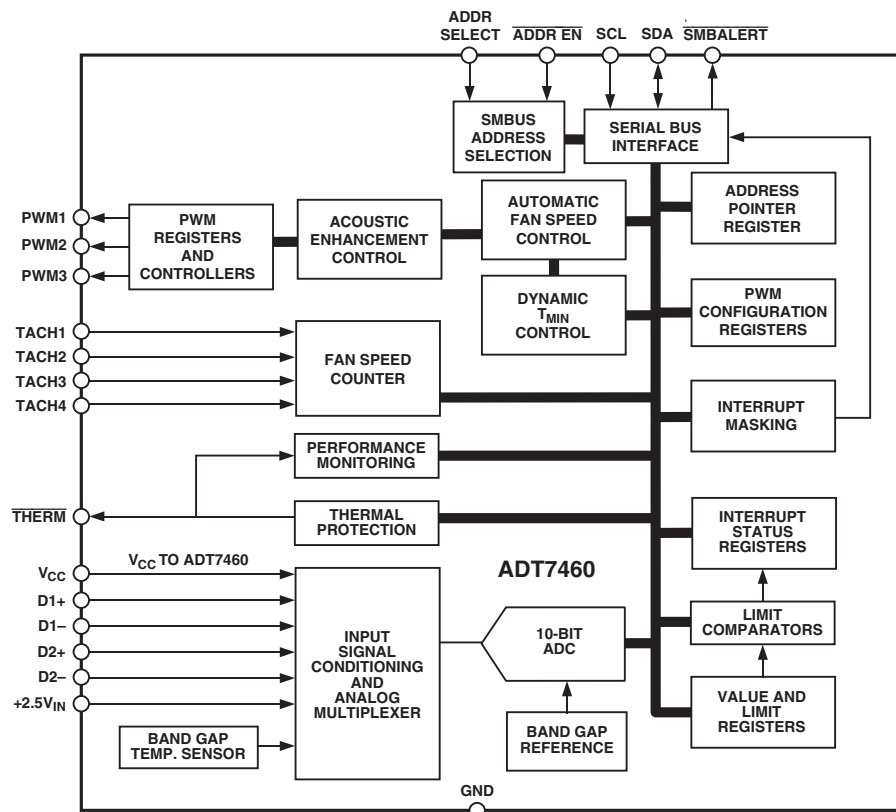 ADDR
SELECT
ADDR EN
SCL
SDA
SMBALERT
SMBUS
ADDRESS
SELECTION
SERIAL BUS
INTERFACE
PWM1
PWM2
PWM3
PWM
REGISTERS
AND
CONTROLLERS
ACOUSTIC
ENHANCEMENT
CONTROL
AUTOMATIC
FAN SPEED
CONTROL
ADDRESS
POINTER
REGISTER
DYNAMIC
TMIN
CONTROL
PWM
CONFIGURATION
REGISTERS
TACH1
TACH2
TACH3
TACH4
FAN SPEED
COUNTER
INTERRUPT
MASKING
PERFORMANCE
MONITORING
THERM
THERMAL
PROTECTION
INTERRUPT
STATUS
REGISTERS
VCC
D1+
D1–
D2+
D2–
+2.5VIN
VCC TO ADT7460
INPUT
SIGNAL
CONDITIONING
AND
ANALOG
MULTIPLEXER
ADT7460
10-BIT
ADC
LIMIT
COMPARATORS
VALUE AND
LIMIT
REGISTERS
BAND GAP
TEMP. SENSOR
BAND GAP
REFERENCE
GND